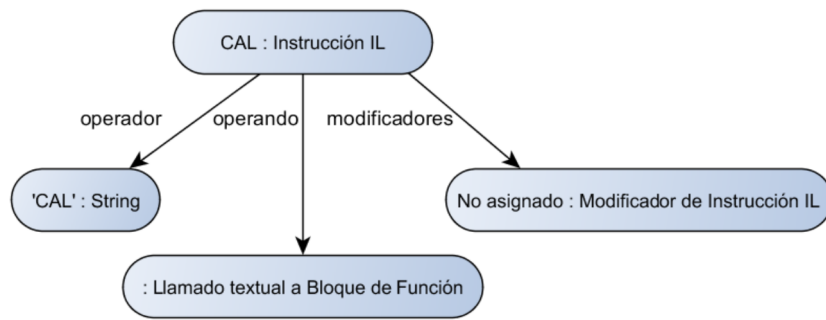 CAL : Instrucción IL
operador
operando
modificadores
'CAL' : String
No asignado : Modificador de Instrucción IL
: Llamado textual a Bloque de Función